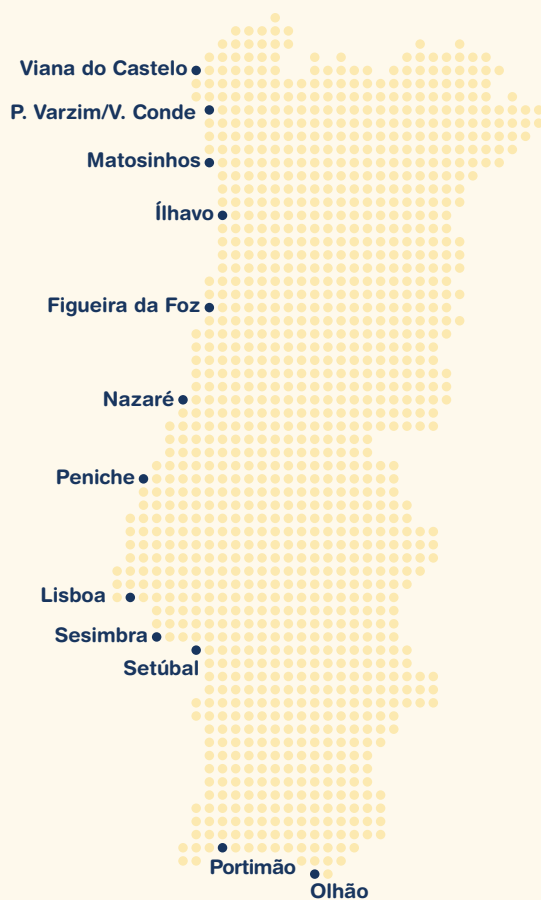 Viana do Castelo
P. Varzim/V. Conde
Matosinhos
Ílhavo
Figueira da Foz
Nazaré
Peniche
Lisboa
Sesimbra
Setúbal
Portimão
Olhão